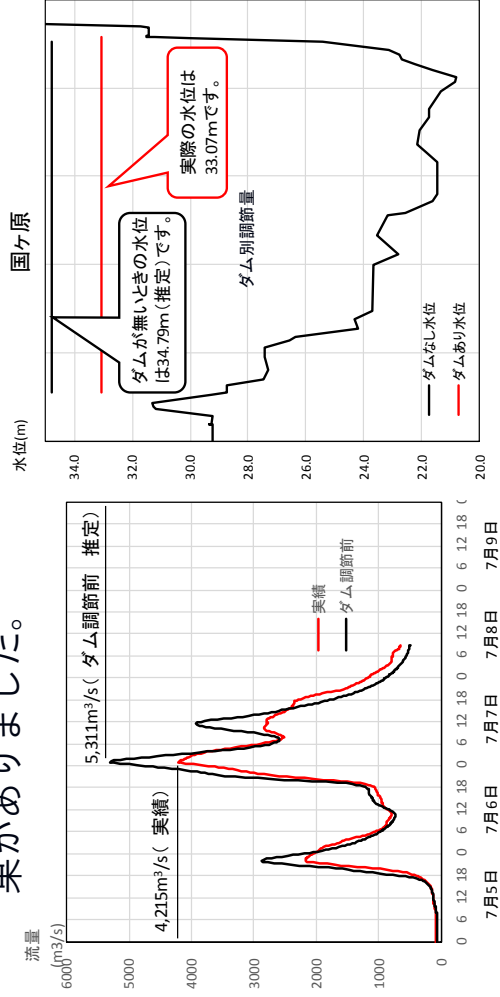 果がありました。
流量
(m3/s)
6000
5000
4000
3000
2000
1000
0
5,311m³/s( ダム調節前　推定)
4,215m³/s( 実績)
実績
ダム調節前
0 6 12 18 0 6 12 18 0 6 12 18 0 6 12 18 0 6 12 18 0
7月5日 7月6日 7月7日 7月8日 7月9日
国ヶ原
水位(m)
34.0
32.0
30.0
28.0
26.0
24.0
22.0
20.0
ダムが無いときの水位
は34.79m(推定)です。
実際の水位は
33.07mです。
ダム別調節量
ダムなし水位
ダムあり水位